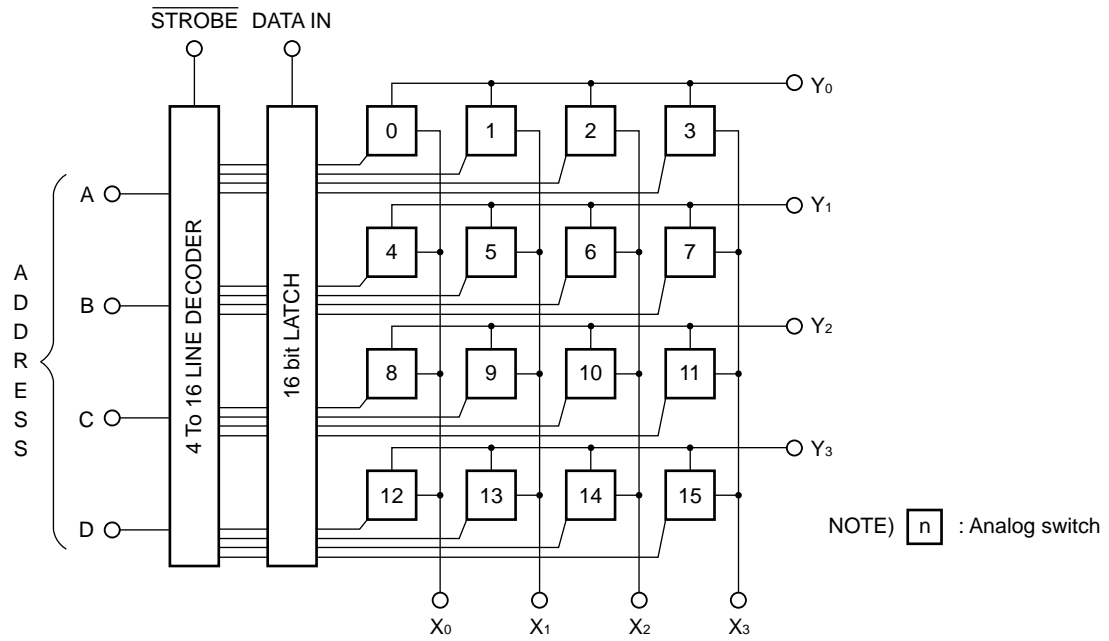 STROBE DATA IN
Y0
0 1 2 3
A
Y1
4 5 6 7
ADDRESS
B
4 To 16 LINE DECODER
16 bit LATCH
Y2
8 9 10 11
C
Y3
12 13 14 15
D
NOTE) n : Analog switch
X0 X1 X2 X3